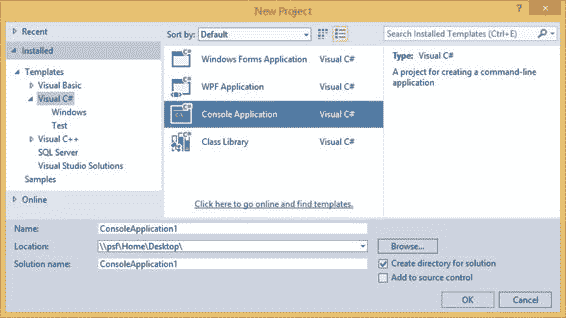 New Project
Recent
Installed
Templates
Visual Basic
Visual C#
Windows
Test
Visual C++
SQL Server
Visual Studio Solutions
Samples
Online
Sort by: Default
Windows Forms Application Visual C#
WPF Application Visual C#
Console Application Visual C#
Class Library Visual C#
Click here to go online and find templates.
Search Installed Templates (Ctrl+E)
Type: Visual C#
A project for creating a command-line
application
Name: ConsoleApplication1
Location: \\psf\Home\Desktop\
Solution name: ConsoleApplication1
Browse...
Create directory for solution
Add to source control
OK Cancel